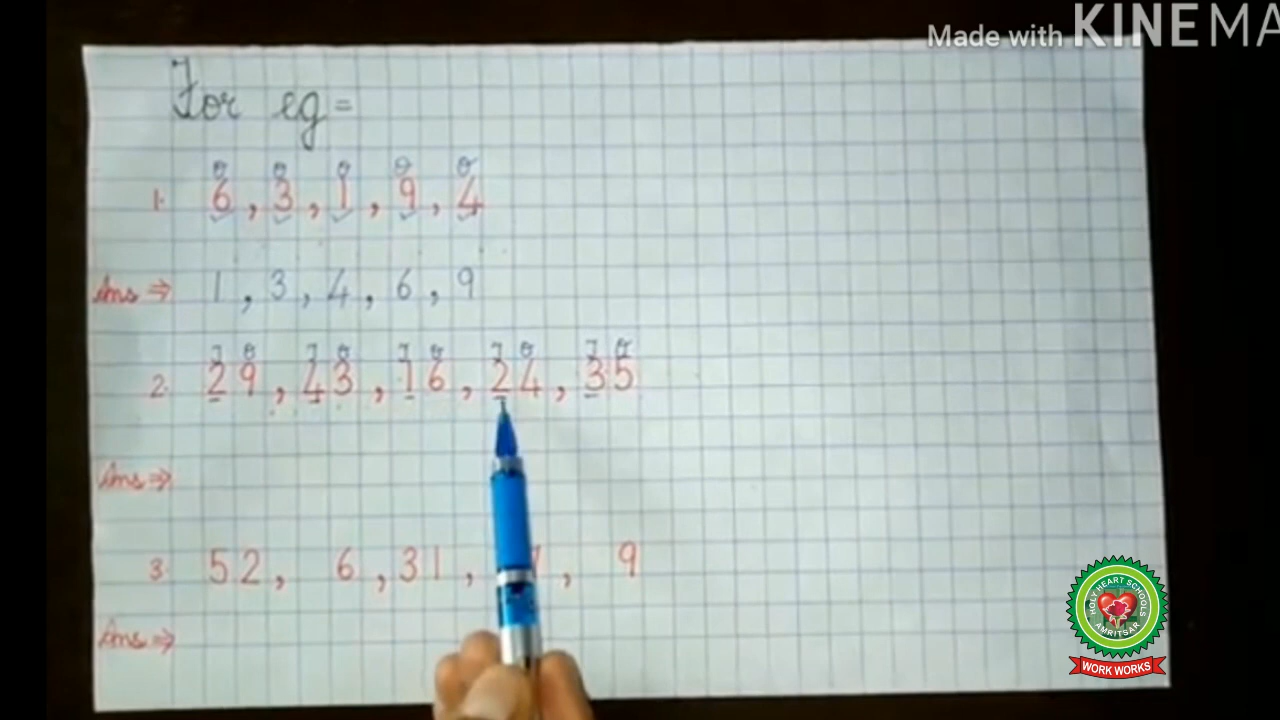 Made with KINEMA
For eg =
O O O O O
1. 6, 3, 1, 9, 4
Ans ⇒ 1, 3, 4, 6, 9
T O T O T O T O T O
2. 29, 43, 16, 24, 35
Ans ⇒
3. 52, 6, 31, , 9
Ans ⇒
HOLY HEART SCHOOLS
AMRITSAR
WORK WORKS